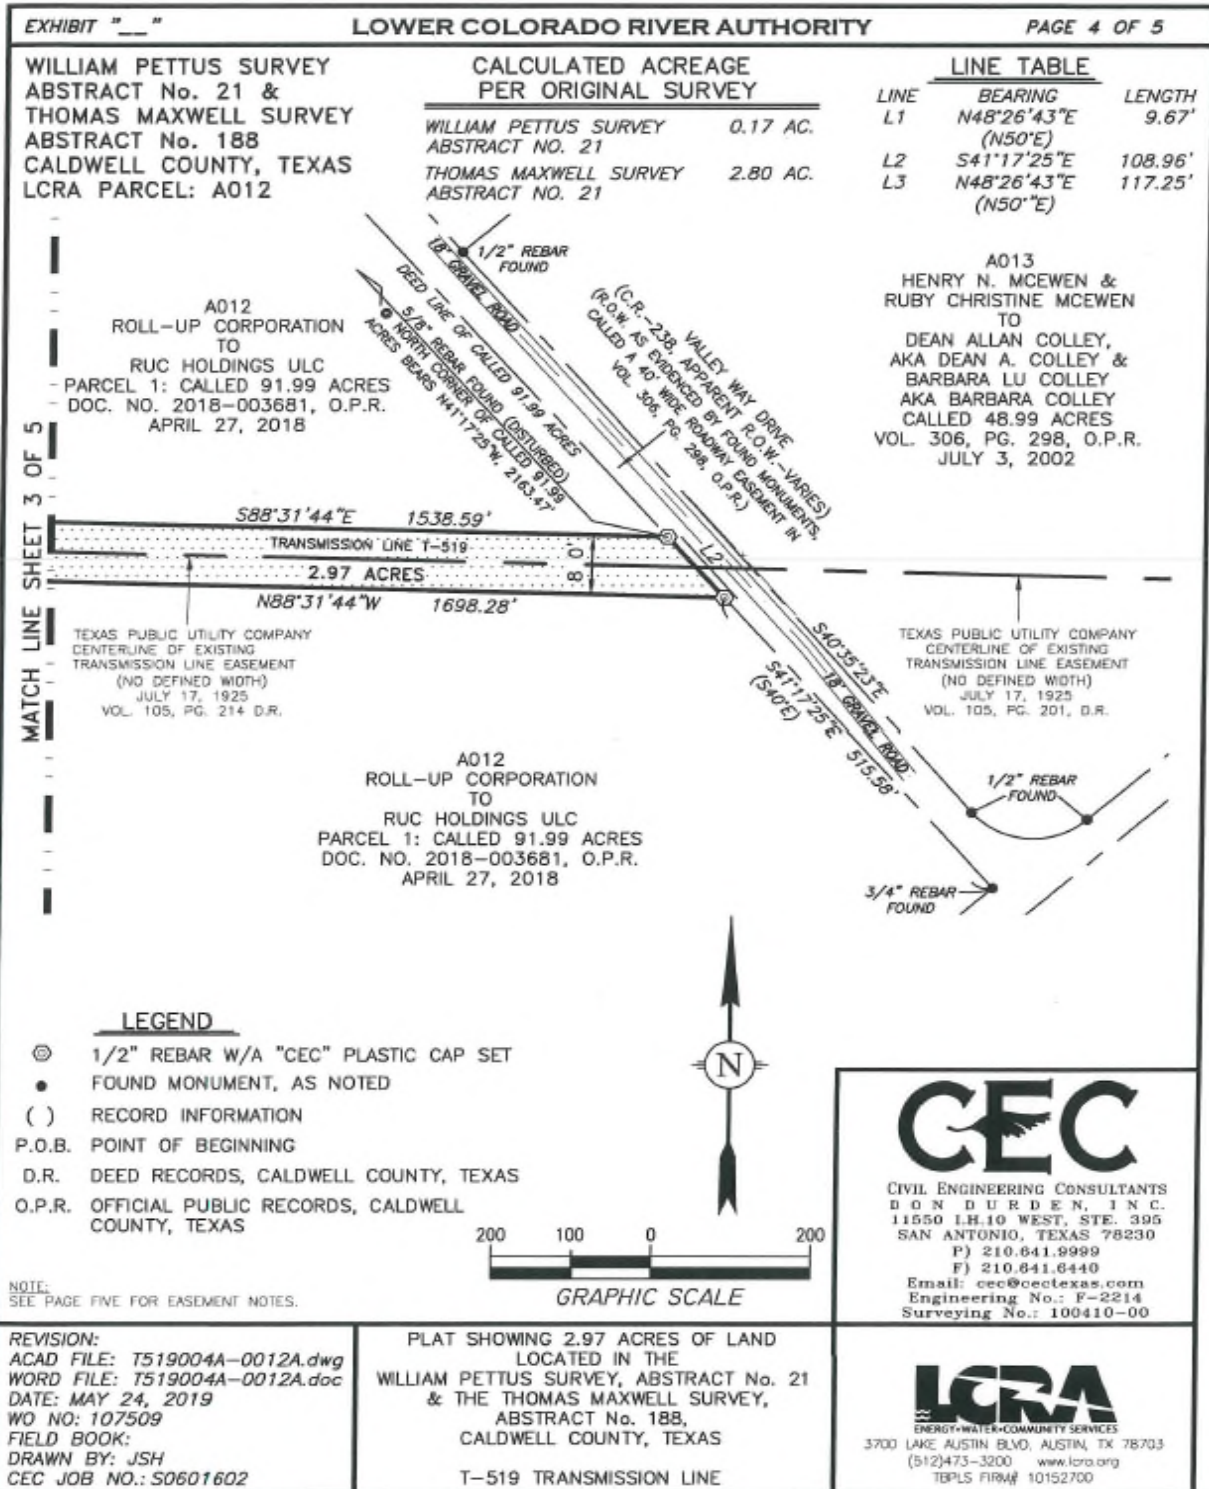 EXHIBIT "__"
LOWER COLORADO RIVER AUTHORITY
PAGE 4 OF 5
WILLIAM PETTUS SURVEY
ABSTRACT No. 21 &
THOMAS MAXWELL SURVEY
ABSTRACT No. 188
CALDWELL COUNTY, TEXAS
LCRA PARCEL: A012
CALCULATED ACREAGE
PER ORIGINAL SURVEY
WILLIAM PETTUS SURVEY 0.17 AC.
ABSTRACT NO. 21
THOMAS MAXWELL SURVEY 2.80 AC.
ABSTRACT NO. 21
LINE TABLE
LINE BEARING LENGTH
L1 N48°26'43"E 9.67'
(N50°E)
L2 S41°17'25"E 108.96'
L3 N48°26'43"E 117.25'
(N50°"E)
1/2" REBAR
FOUND
18' GRAVEL ROAD
DEED LINE OF CALLED 91.99 ACRES
5/8" REBAR FOUND (DISTURBED)
@ NORTH CORNER OF CALLED 91.99
ACRES BEARS N41°17'25"W, 2163.47'
VALLEY WAY DRIVE
(C.R.-238, APPARENT R.O.W.-VARIES)
(R.O.W. AS EVIDENCED BY FOUND MONUMENTS,
CALLED A 40' WIDE ROADWAY EASEMENT IN
VOL. 306, PG. 298, O.P.R.)
A012
ROLL-UP CORPORATION
TO
RUC HOLDINGS ULC
PARCEL 1: CALLED 91.99 ACRES
DOC. NO. 2018-003681, O.P.R.
APRIL 27, 2018
A013
HENRY N. MCEWEN &
RUBY CHRISTINE MCEWEN
TO
DEAN ALLAN COLLEY,
AKA DEAN A. COLLEY &
BARBARA LU COLLEY
AKA BARBARA COLLEY
CALLED 48.99 ACRES
VOL. 306, PG. 298, O.P.R.
JULY 3, 2002
MATCH LINE SHEET 3 OF 5
S88°31'44"E 1538.59'
TRANSMISSION LINE T-519
2.97 ACRES
80'
N88°31'44"W 1698.28'
L2
TEXAS PUBLIC UTILITY COMPANY
CENTERLINE OF EXISTING
TRANSMISSION LINE EASEMENT
(NO DEFINED WIDTH)
JULY 17, 1925
VOL. 105, PG. 214 D.R.
S40°35'23"E
18' GRAVEL ROAD
S41°17'25"E 515.58'
(S40°E)
TEXAS PUBLIC UTILITY COMPANY
CENTERLINE OF EXISTING
TRANSMISSION LINE EASEMENT
(NO DEFINED WIDTH)
JULY 17, 1925
VOL. 105, PG. 201, D.R.
A012
ROLL-UP CORPORATION
TO
RUC HOLDINGS ULC
PARCEL 1: CALLED 91.99 ACRES
DOC. NO. 2018-003681, O.P.R.
APRIL 27, 2018
1/2" REBAR
FOUND
3/4" REBAR
FOUND
LEGEND
1/2" REBAR W/A "CEC" PLASTIC CAP SET
FOUND MONUMENT, AS NOTED
( ) RECORD INFORMATION
P.O.B. POINT OF BEGINNING
D.R. DEED RECORDS, CALDWELL COUNTY, TEXAS
O.P.R. OFFICIAL PUBLIC RECORDS, CALDWELL
COUNTY, TEXAS
N
200 100 0 200
GRAPHIC SCALE
NOTE:
SEE PAGE FIVE FOR EASEMENT NOTES.
CEC
CIVIL ENGINEERING CONSULTANTS
DON DURDEN, INC.
11550 I.H.10 WEST, STE. 395
SAN ANTONIO, TEXAS 78230
P) 210.641.9999
F) 210.641.6440
Email: cec@cectexas.com
Engineering No.: F-2214
Surveying No.: 100410-00
REVISION:
ACAD FILE: T519004A-0012A.dwg
WORD FILE: T519004A-0012A.doc
DATE: MAY 24, 2019
WO NO: 107509
FIELD BOOK:
DRAWN BY: JSH
CEC JOB NO.: S0601602
PLAT SHOWING 2.97 ACRES OF LAND
LOCATED IN THE
WILLIAM PETTUS SURVEY, ABSTRACT No. 21
& THE THOMAS MAXWELL SURVEY,
ABSTRACT No. 188,
CALDWELL COUNTY, TEXAS
T-519 TRANSMISSION LINE
LCRA
ENERGY•WATER•COMMUNITY SERVICES
3700 LAKE AUSTIN BLVD, AUSTIN, TX 78703
(512)473-3200 www.lcra.org
TBPLS FIRM# 10152700